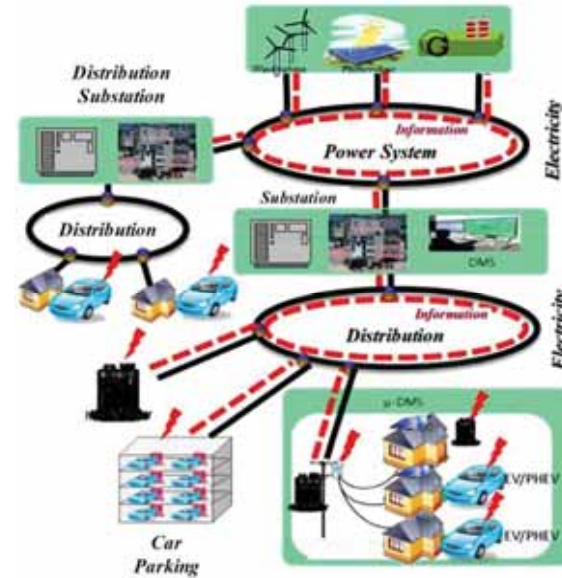 G
Distribution
Substation
Information
Power System
Electricity
Substation
DMS
Distribution
Information
Distribution
Electricity
μ-DMS
EV/PHEV
EV/PHEV
Car
Parking